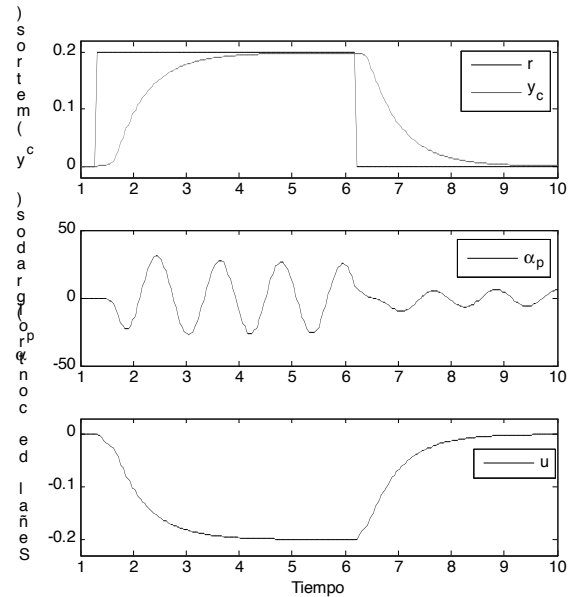 y_c (metros)
0.2
0.1
0
r
y_c
1 2 3 4 5 6 7 8 9 10
α_p (grados)
50
0
-50
α_p
1 2 3 4 5 6 7 8 9 10
Señal de control
0
-0.1
-0.2
u
1 2 3 4 5 6 7 8 9 10
Tiempo